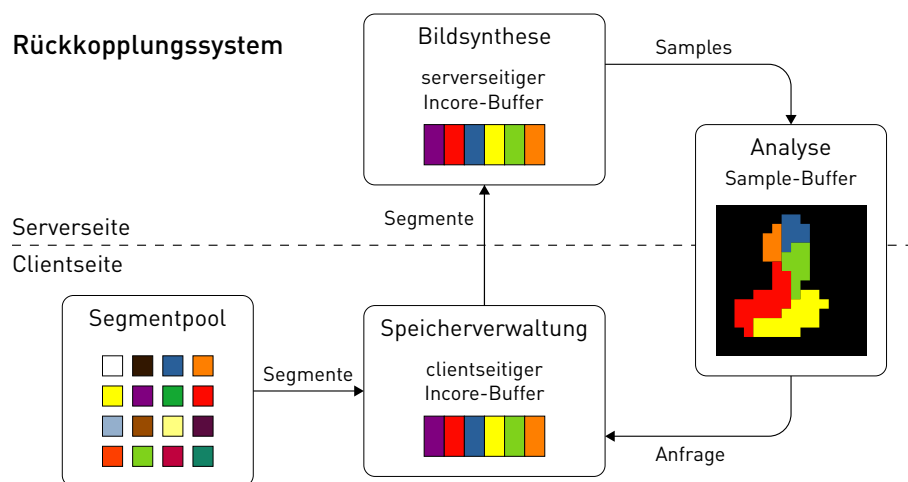 Rückkopplungssystem
Bildsynthese
serverseitiger
Incore-Buffer
Samples
Analyse
Sample-Buffer
Segmente
Serverseite
Clientseite
Segmentpool
Segmente
Speicherverwaltung
clientseitiger
Incore-Buffer
Anfrage